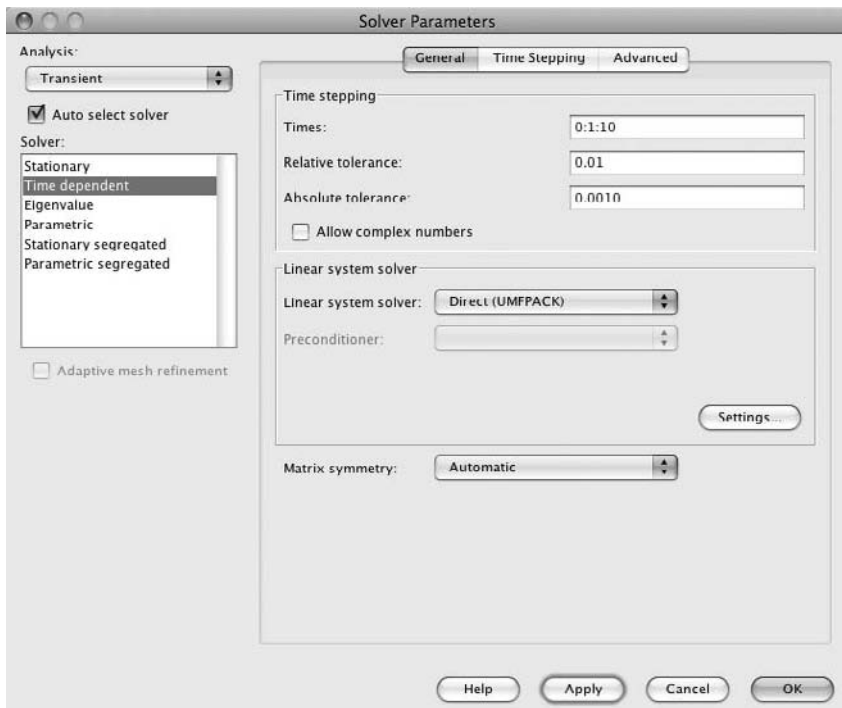 Solver Parameters
Analysis:
Transient
Auto select solver
Solver:
Stationary
Time dependent
Eigenvalue
Parametric
Stationary segregated
Parametric segregated
Adaptive mesh refinement
General Time Stepping Advanced
Time stepping
Times: 0:1:10
Relative tolerance: 0.01
Absolute tolerance: 0.0010
Allow complex numbers
Linear system solver
Linear system solver: Direct (UMFPACK)
Preconditioner:
Settings...
Matrix symmetry: Automatic
Help Apply Cancel OK